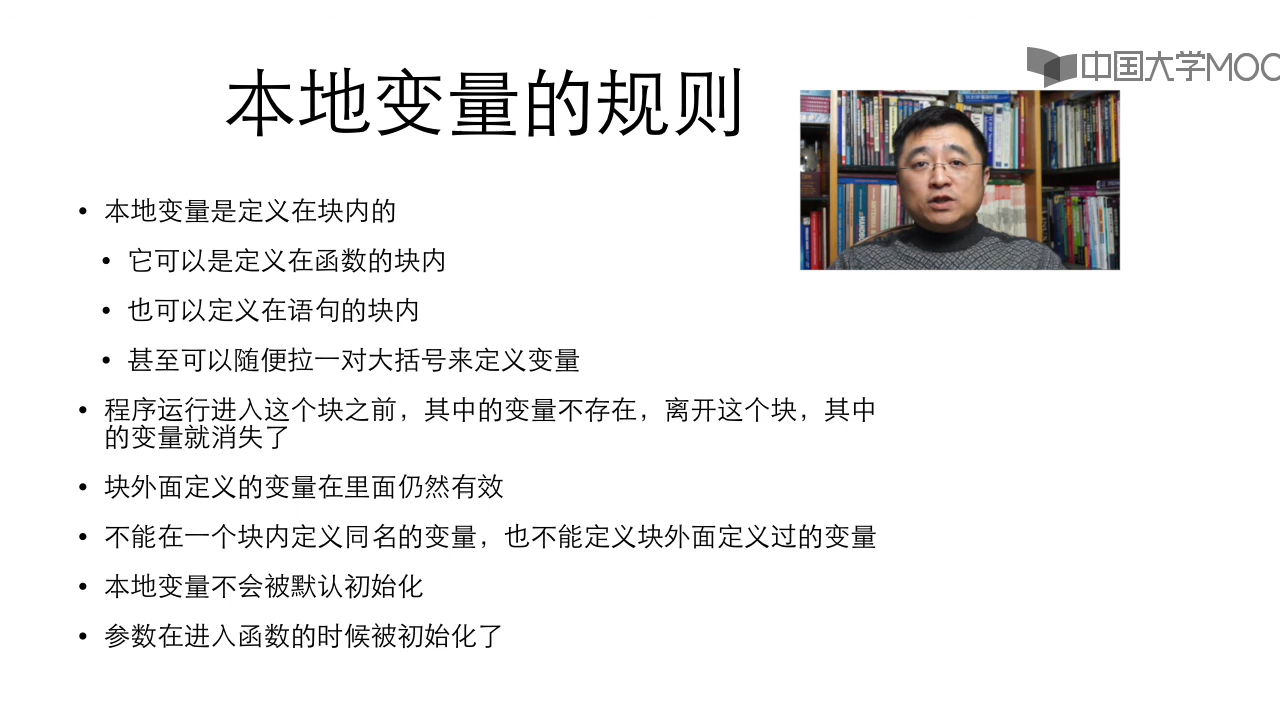 本地变量的规则
中国大学MOO
• 本地变量是定义在块内的
• 它可以是定义在函数的块内
• 也可以定义在语句的块内
• 甚至可以随便拉一对大括号来定义变量
• 程序运行进入这个块之前，其中的变量不存在，离开这个块，其中
的变量就消失了
• 块外面定义的变量在里面仍然有效
• 不能在一个块内定义同名的变量，也不能定义块外面定义过的变量
• 本地变量不会被默认初始化
• 参数在进入函数的时候被初始化了